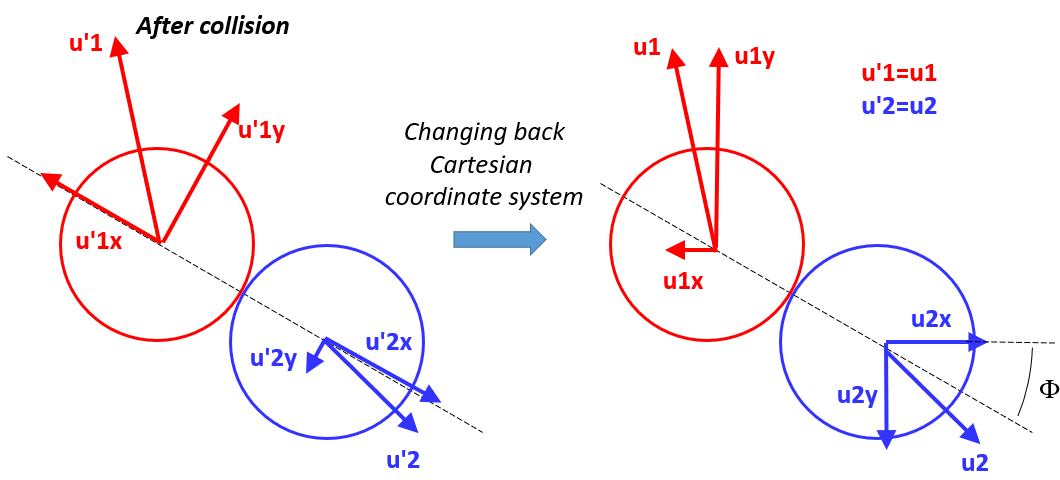 After collision
u'1
u'1y
u'1x
u'2x
u'2y
u'2
Changing back
Cartesian
coordinate system
u1
u1y
u1x
u'1=u1
u'2=u2
u2x
u2y
u2
Φ